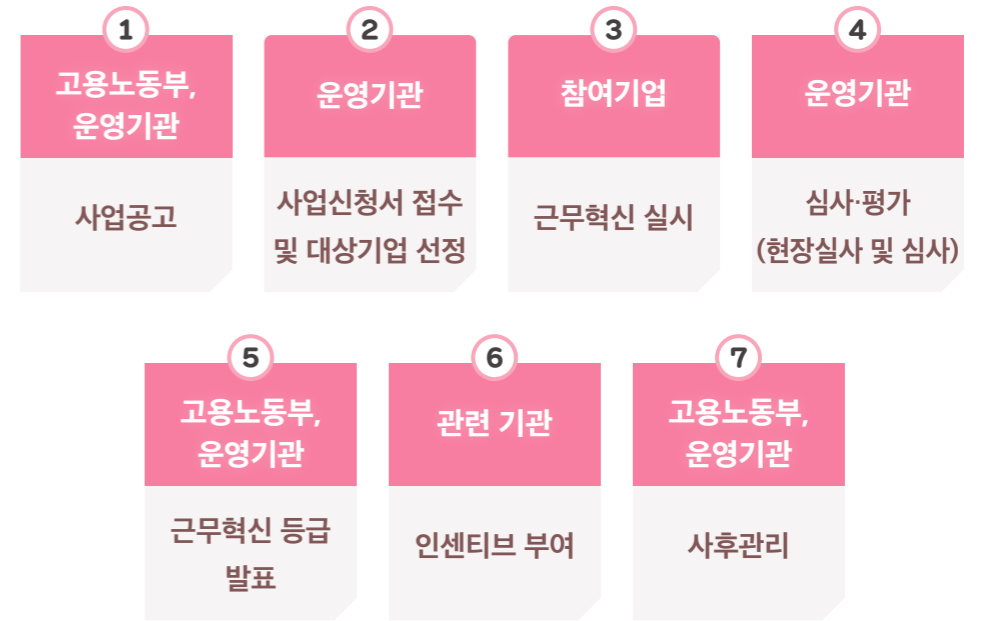 1
고용노동부,
운영기관
사업공고
2
운영기관
사업신청서 접수
및 대상기업 선정
3
참여기업
근무혁신 실시
4
운영기관
심사·평가
(현장실사 및 심사)
5
고용노동부,
운영기관
근무혁신 등급
발표
6
관련 기관
인센티브 부여
7
고용노동부,
운영기관
사후관리